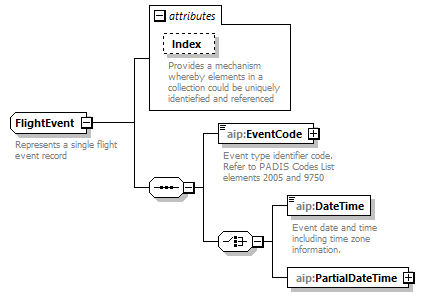 attributes
Index
Provides a mechanism
whereby elements in a
collection could be uniquely
identiefied and referenced
FlightEvent
Represents a single flight
event record
aip:EventCode
Event type identifier code.
Refer to PADIS Codes List
elements 2005 and 9750
aip:DateTime
Event date and time
including time zone
information.
aip:PartialDateTime